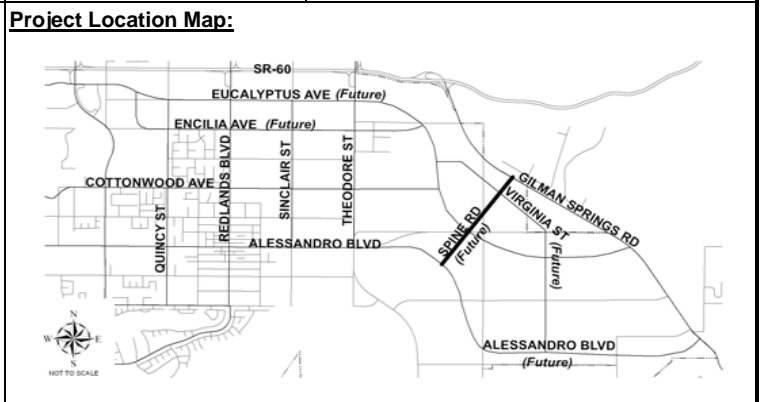 Project Location Map:
SR-60
EUCALYPTUS AVE (Future)
ENCILIA AVE (Future)
REDLANDS BLVD
SINCLAIR ST
THEODORE ST
COTTONWOOD AVE
QUINCY ST
ALESSANDRO BLVD
SPINE RD
(Future)
GILMAN SPRINGS RD
VIRGINIA ST
(Future)
ALESSANDRO BLVD
(Future)
N
W E
S
NOT TO SCALE